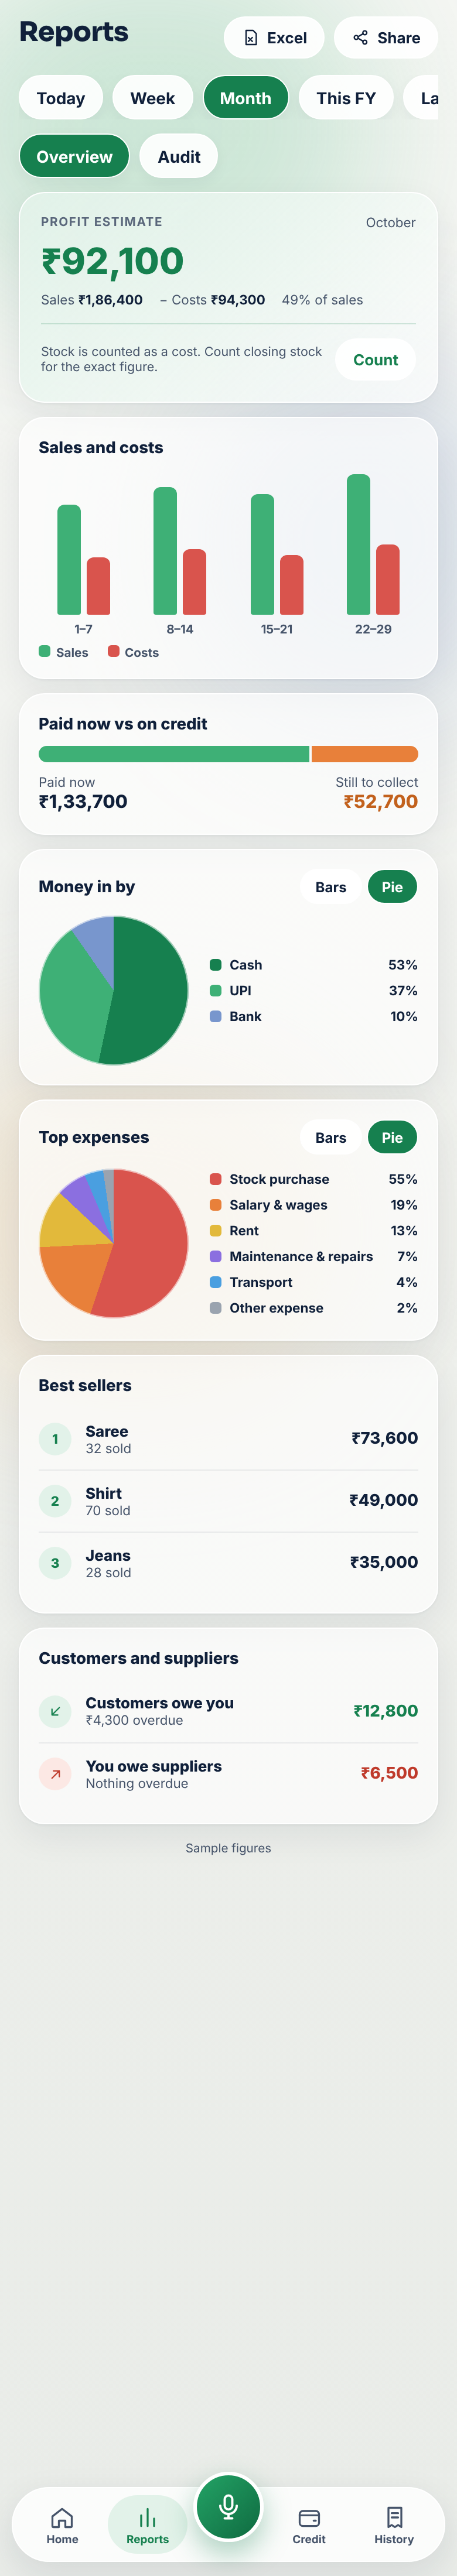 Reports
Excel
Share
Today
Week
Month
This FY
La
Overview
Audit
PROFIT ESTIMATE
October
₹92,100
Sales ₹1,86,400 – Costs ₹94,300 49% of sales
Stock is counted as a cost. Count closing stock
for the exact figure.
Count
Sales and costs
1–7
8–14
15–21
22–29
Sales
Costs
Paid now vs on credit
Paid now
Still to collect
₹1,33,700
₹52,700
Money in by
Bars
Pie
Cash 53%
UPI 37%
Bank 10%
Top expenses
Bars
Pie
Stock purchase 55%
Salary & wages 19%
Rent 13%
Maintenance & repairs 7%
Transport 4%
Other expense 2%
Best sellers
1
Saree
32 sold
₹73,600
2
Shirt
70 sold
₹49,000
3
Jeans
28 sold
₹35,000
Customers and suppliers
Customers owe you
₹4,300 overdue
₹12,800
You owe suppliers
Nothing overdue
₹6,500
Sample figures
Home
Reports
Credit
History